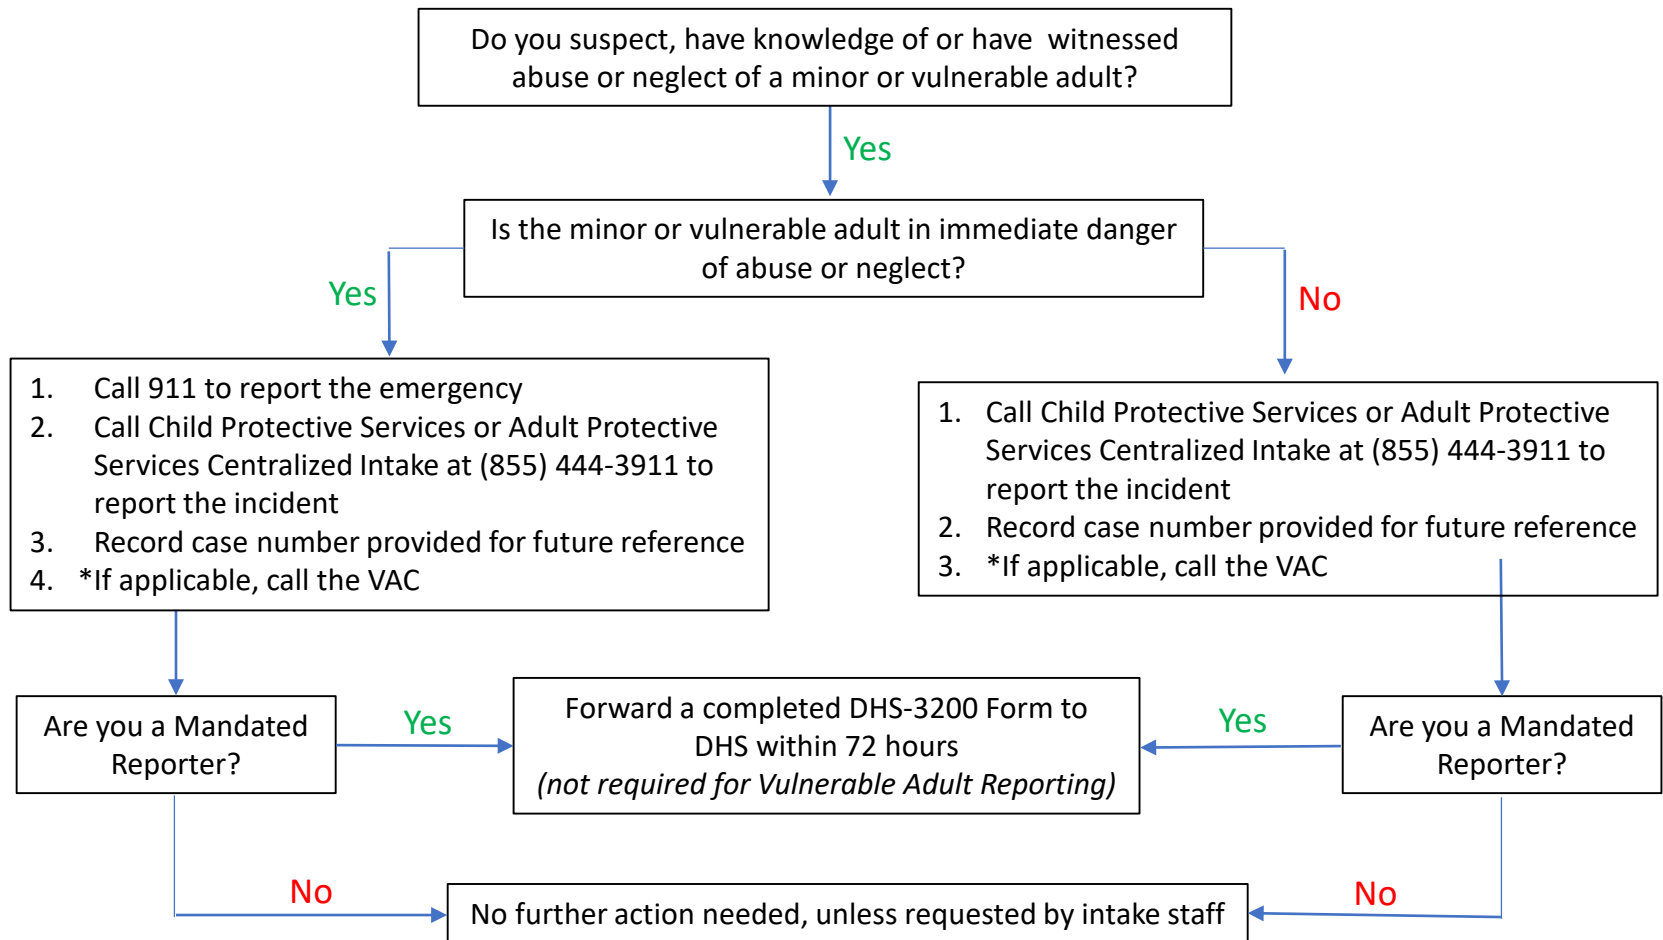 Do you suspect, have knowledge of or have witnessed
abuse or neglect of a minor or vulnerable adult?
Yes
Is the minor or vulnerable adult in immediate danger
of abuse or neglect?
Yes
No
1. Call 911 to report the emergency
2. Call Child Protective Services or Adult Protective
Services Centralized Intake at (855) 444-3911 to
report the incident
3. Record case number provided for future reference
4. *If applicable, call the VAC
1. Call Child Protective Services or Adult Protective
Services Centralized Intake at (855) 444-3911 to
report the incident
2. Record case number provided for future reference
3. *If applicable, call the VAC
Are you a Mandated
Reporter?
Yes
Forward a completed DHS-3200 Form to
DHS within 72 hours
(not required for Vulnerable Adult Reporting)
Yes
Are you a Mandated
Reporter?
No
No further action needed, unless requested by intake staff
No